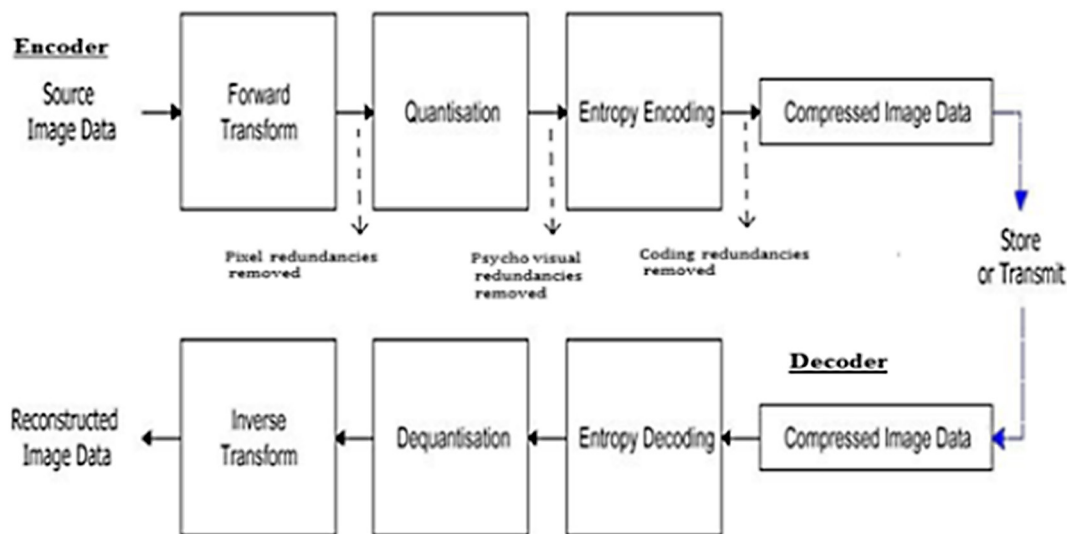 Encoder
Source
Image Data
Forward
Transform
Quantisation
Entropy Encoding
Compressed Image Data
Pixel redundancies
removed
Psycho visual
redundancies
removed
Coding redundancies
removed
Store
or Transmit
Decoder
Reconstructed
Image Data
Inverse
Transform
Dequantisation
Entropy Decoding
Compressed Image Data